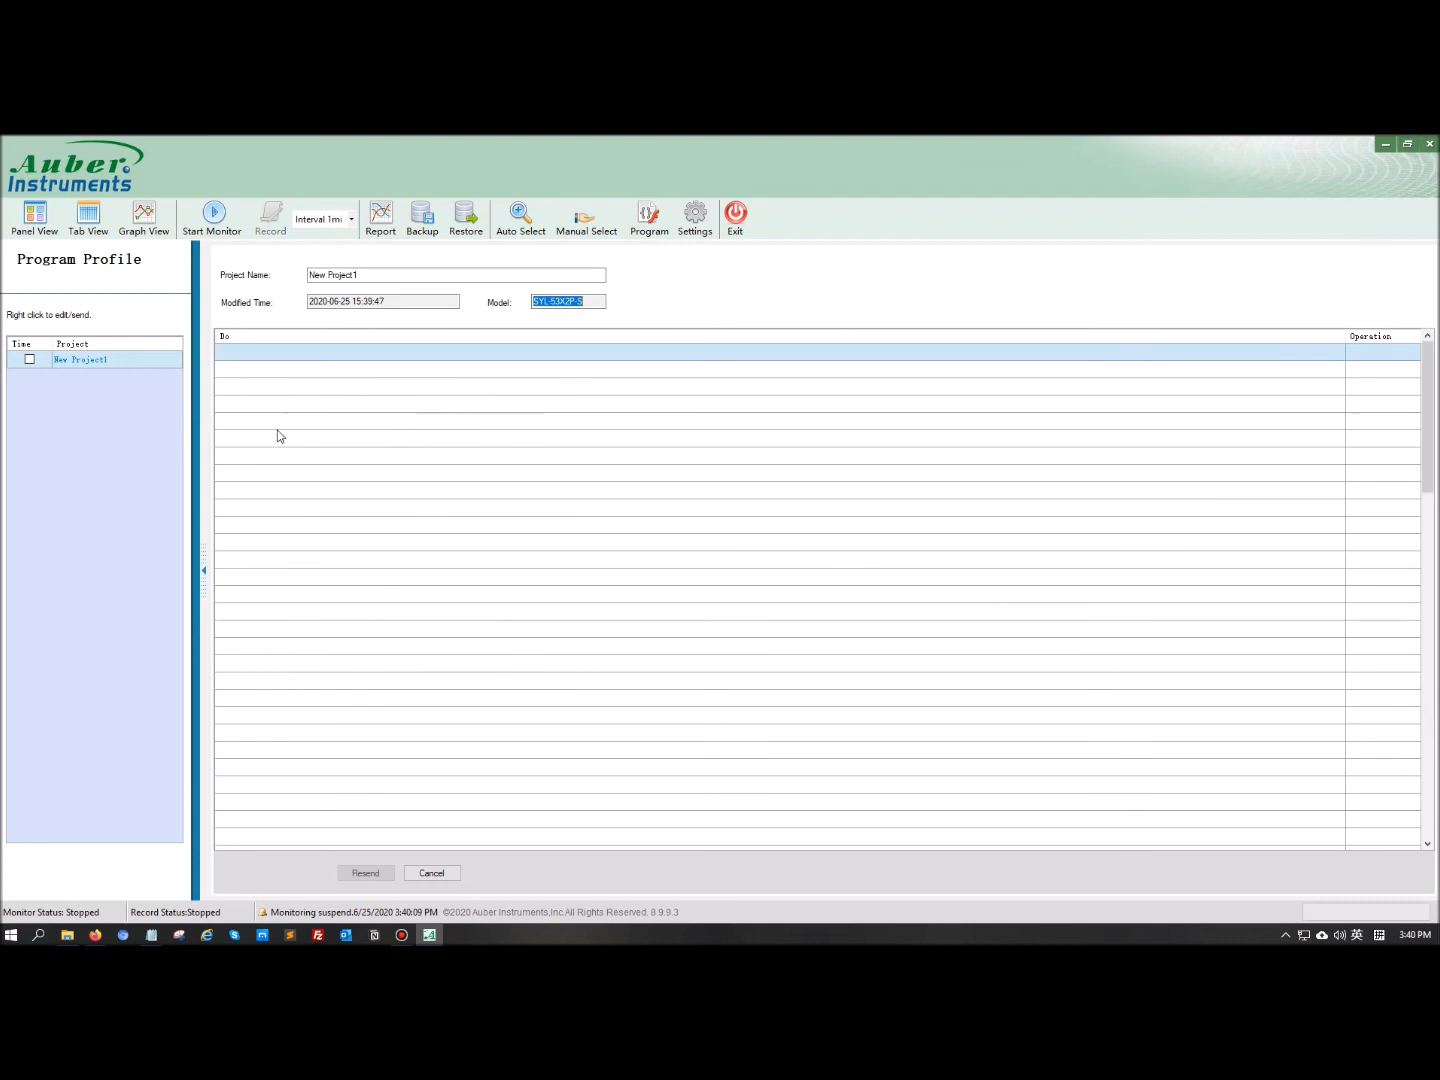 Auber
Instruments
Panel View
Tab View
Graph View
Start Monitor
Record
Interval 1mi
Report
Backup
Restore
Auto Select
Manual Select
Program
Settings
Exit
Program Profile
Right click to edit/send.
Time Project
New Project1
Project Name: New Project1
Modified Time: 2020-06-25 15:39:47 Model: SYL-53X2P-S
Do Operation
Resend Cancel
Monitor Status: Stopped Record Status:Stopped Monitoring suspend.6/25/2020 3:40:09 PM ©2020 Auber Instruments,Inc.All Rights Reserved. 8.9.9.3
英 3:40 PM